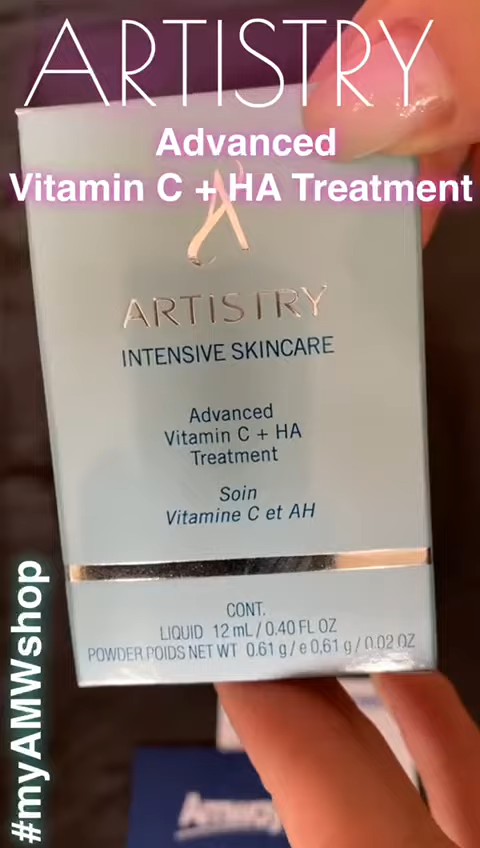 ARTISTRY
Advanced
Vitamin C + HA Treatment
ARTISTRY
INTENSIVE SKINCARE
Advanced
Vitamin C + HA
Treatment
Soin
Vitamine C et AH
CONT.
LIQUID 12 mL / 0.40 FL OZ
POWDER POIDS NET WT 0.61 g / e 0,61 g / 0.02 OZ
#myAMWshop
Amway